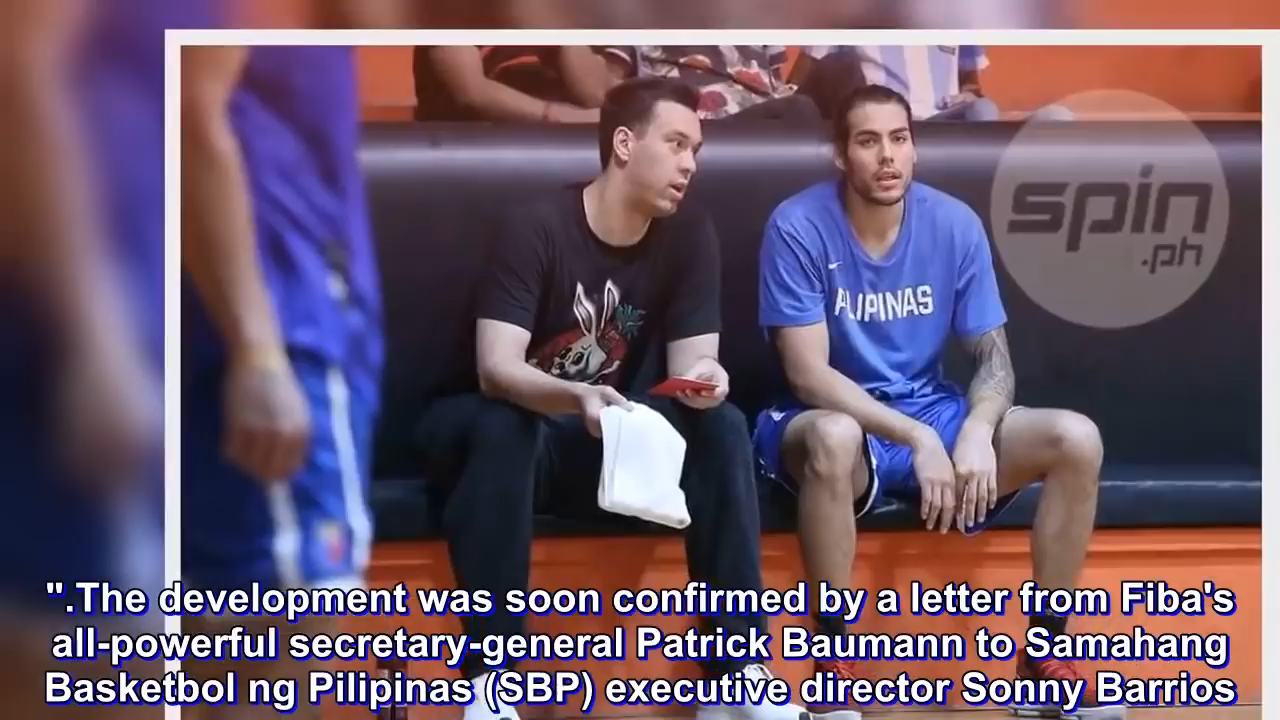 spin
.ph
PILIPINAS
".The development was soon confirmed by a letter from Fiba's
all-powerful secretary-general Patrick Baumann to Samahang
Basketbol ng Pilipinas (SBP) executive director Sonny Barrios